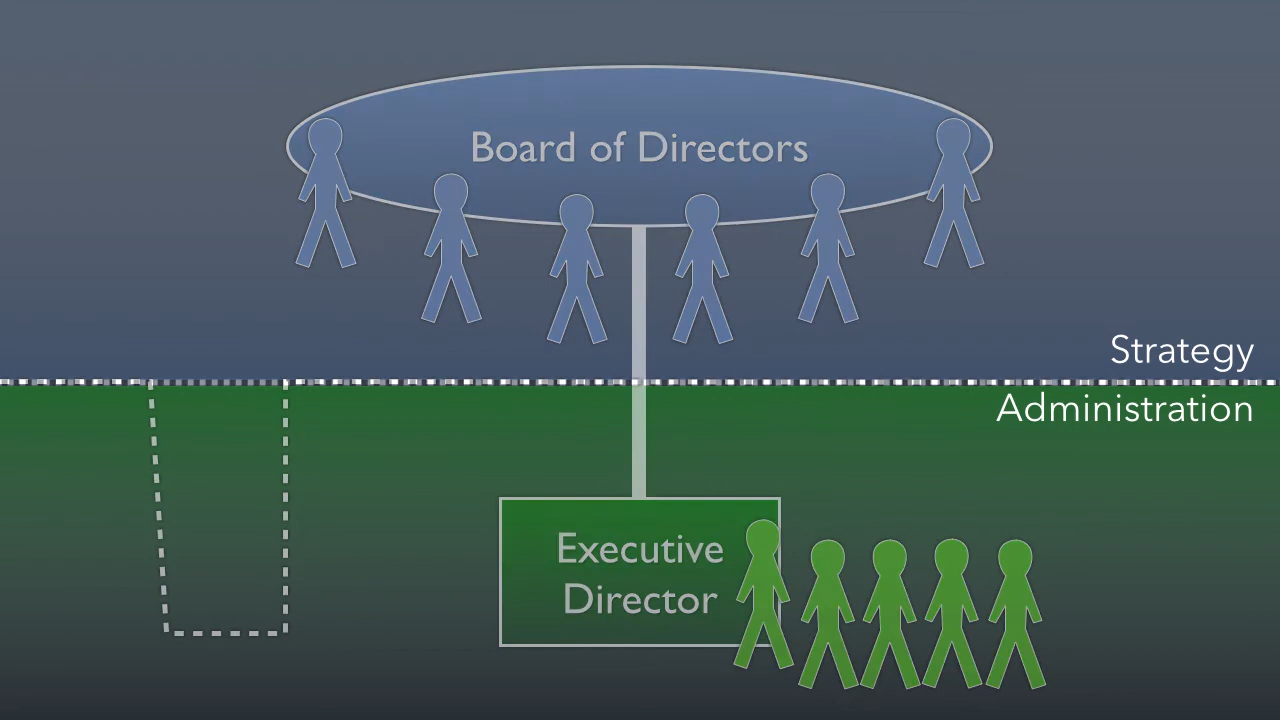 Board of Directors
Strategy
Administration
Executive
Director